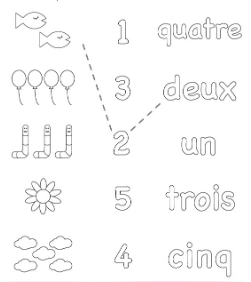 1 quatre
3 deux
2 un
5 trois
4 cinq